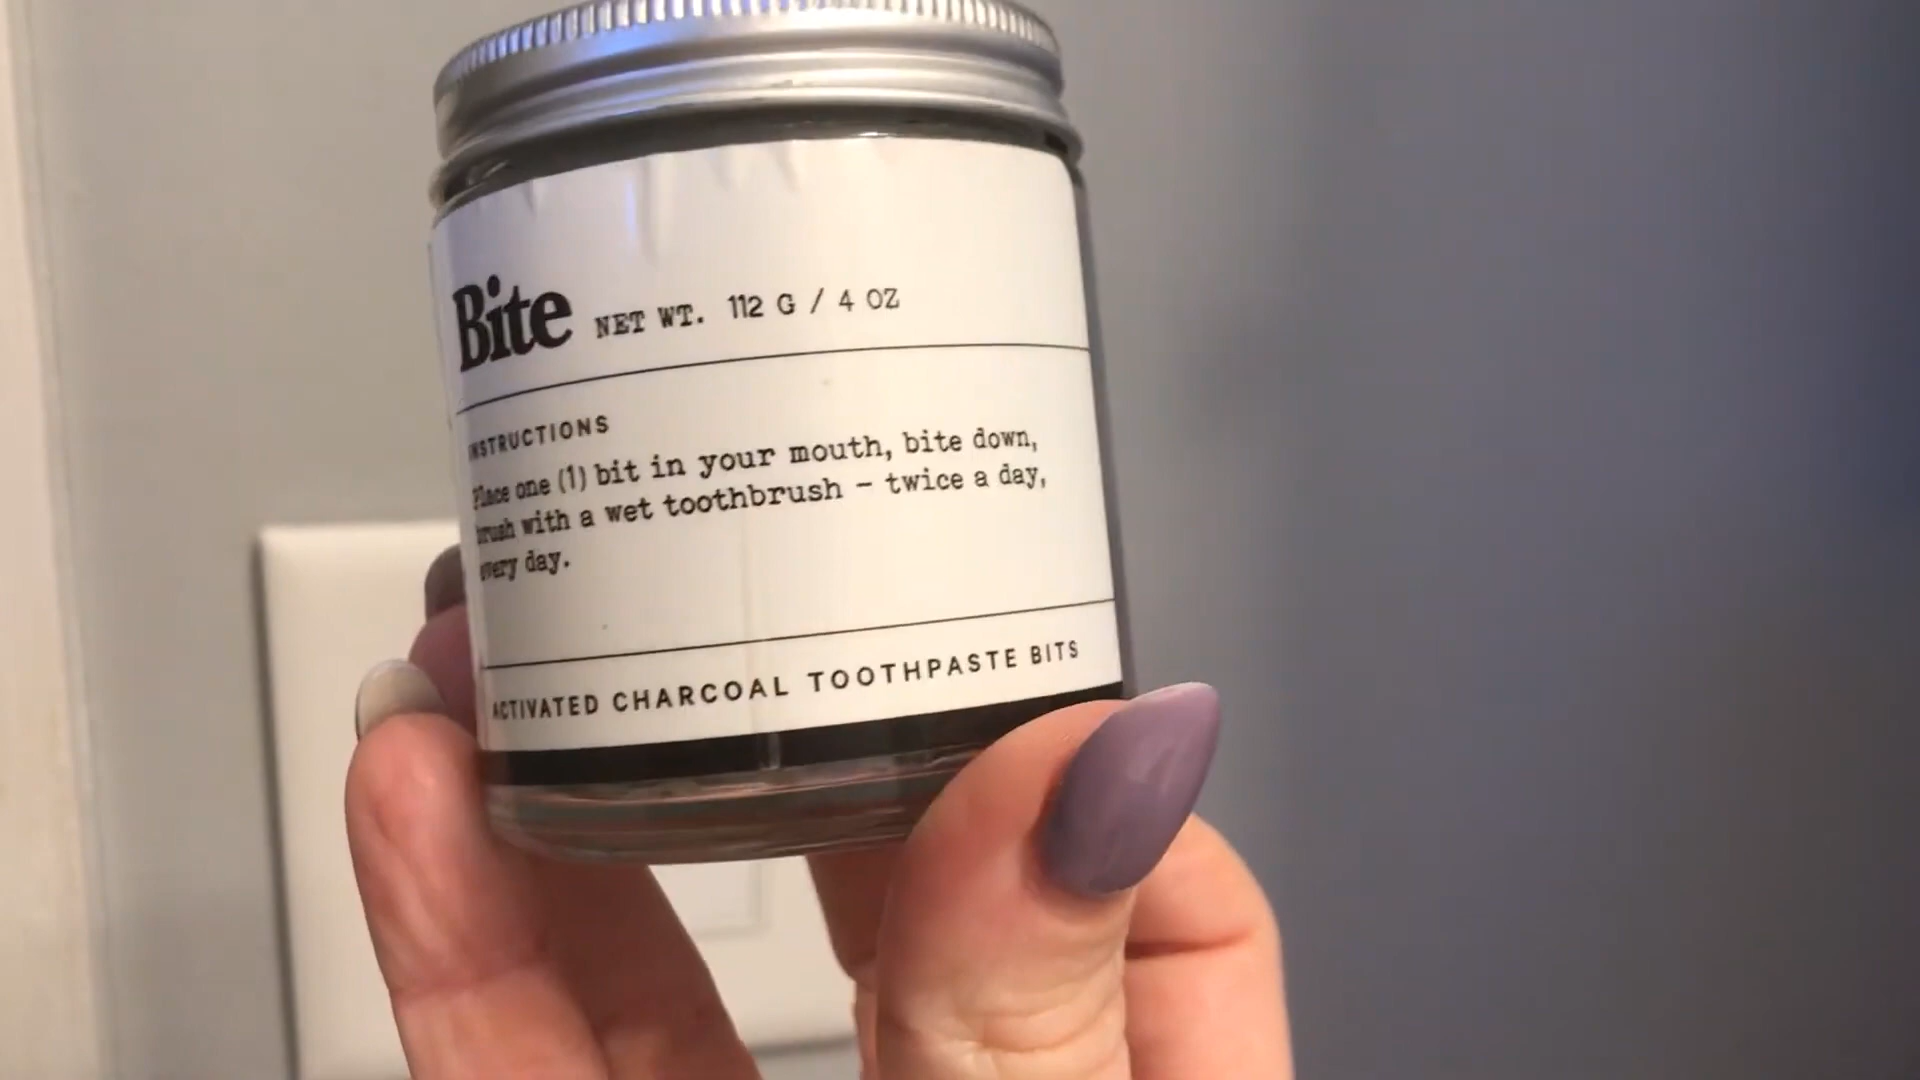 Bite NET WT. 112 G / 4 OZ
INSTRUCTIONS
Place one (1) bit in your mouth, bite down,
brush with a wet toothbrush – twice a day,
every day.
ACTIVATED CHARCOAL TOOTHPASTE BITS